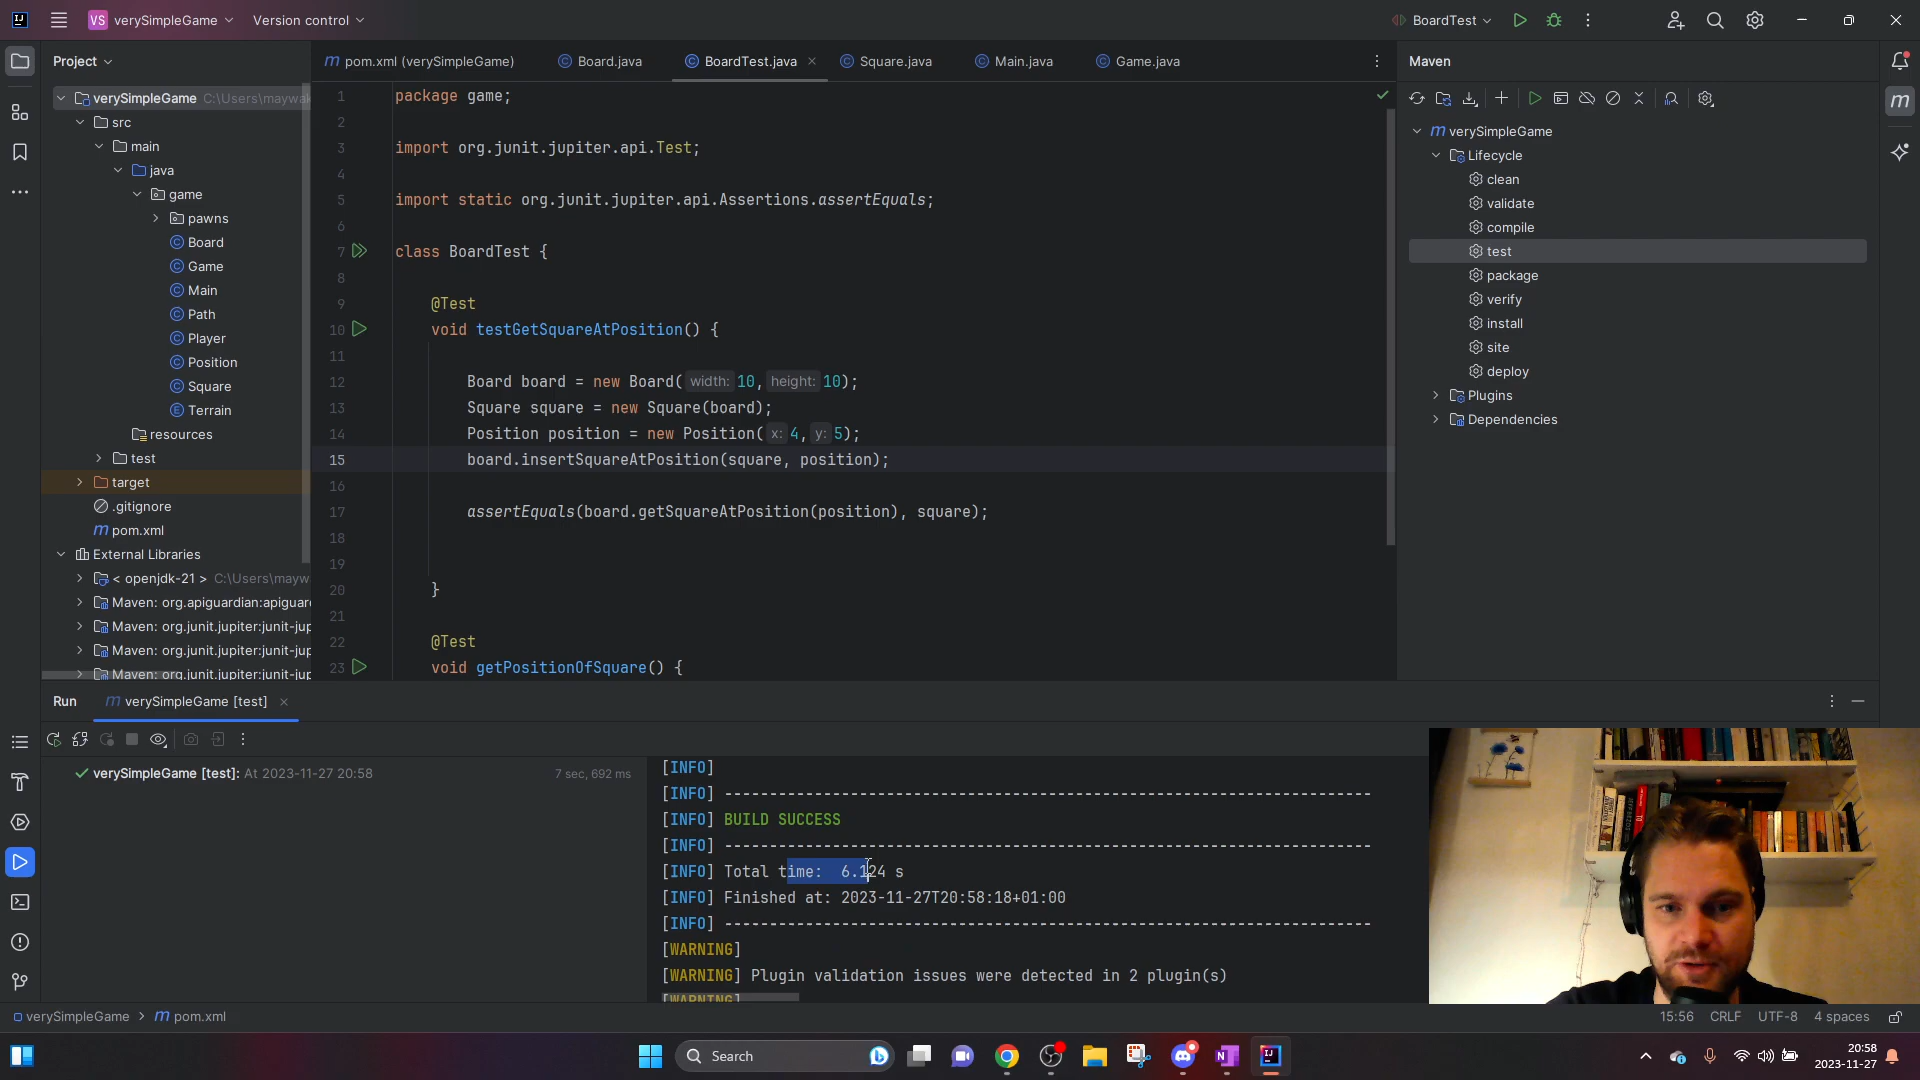 VS verySimpleGame Version control BoardTest
Project
pom.xml (verySimpleGame) Board.java BoardTest.java Square.java Main.java Game.java
Maven
verySimpleGame C:\Users\maywak
src
main
java
game
pawns
Board
Game
Main
Path
Player
Position
Square
Terrain
resources
test
target
.gitignore
pom.xml
External Libraries
< openjdk-21 > C:\Users\mayw
Maven: org.apiguardian:apiguar
Maven: org.junit.jupiter:junit-jup
Maven: org.junit.jupiter:junit-jup
Maven: org.junit.jupiter:junit-jup
1 package game;
2
3 import org.junit.jupiter.api.Test;
4
5 import static org.junit.jupiter.api.Assertions.assertEquals;
6
7 class BoardTest {
8
9 @Test
10 void testGetSquareAtPosition() {
11
12 Board board = new Board( width: 10, height: 10);
13 Square square = new Square(board);
14 Position position = new Position( x: 4, y: 5);
15 board.insertSquareAtPosition(square, position);
16
17 assertEquals(board.getSquareAtPosition(position), square);
18
19
20 }
21
22 @Test
23 void getPositionOfSquare() {
verySimpleGame
Lifecycle
clean
validate
compile
test
package
verify
install
site
deploy
Plugins
Dependencies
Run verySimpleGame [test]
verySimpleGame [test]: At 2023-11-27 20:58 7 sec, 692 ms
[INFO]
[INFO] ------------------------------------------------------------------------
[INFO] BUILD SUCCESS
[INFO] ------------------------------------------------------------------------
[INFO] Total time:  6.124 s
[INFO] Finished at: 2023-11-27T20:58:18+01:00
[INFO] ------------------------------------------------------------------------
[WARNING]
[WARNING] Plugin validation issues were detected in 2 plugin(s)
[WARNING]
verySimpleGame > pom.xml 15:56 CRLF UTF-8 4 spaces
Search
20:58
2023-11-27